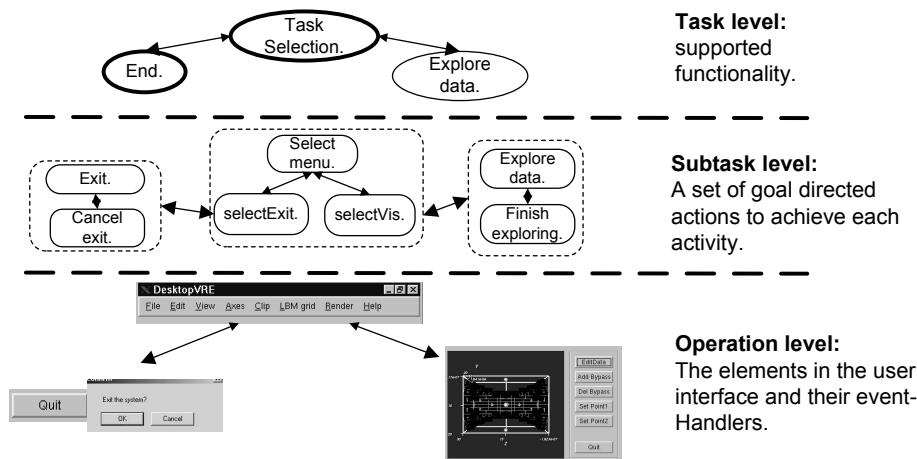 Task
Selection.
End.
Explore
data.
Task level:
supported
functionality.
Select
menu.
Exit.
Cancel
exit.
selectExit.
selectVis.
Explore
data.
Finish
exploring.
Subtask level:
A set of goal directed
actions to achieve each
activity.
DesktopVRE
File Edit View Axes Clip LBM grid Render Help
Quit
Exit the system?
OK Cancel
EditData
Add Bypass
Del Bypass
Set Point1
Set Point2
Quit
Operation level:
The elements in the user
interface and their event-
Handlers.